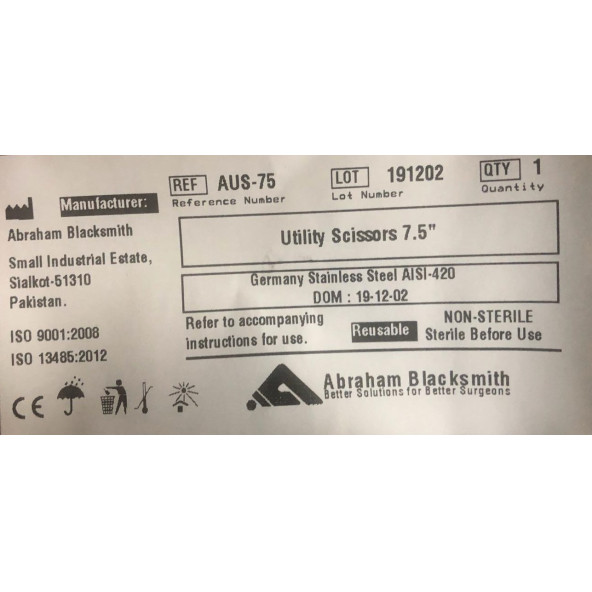 Manufacturer:
Abraham Blacksmith
Small Industrial Estate,
Sialkot-51310
Pakistan.
ISO 9001:2008
ISO 13485:2012
CE
REF AUS-75
Reference Number
LOT 191202
Lot Number
QTY 1
Quantity
Utility Scissors 7.5"
Germany Stainless Steel AISI-420
DOM : 19-12-02
Refer to accompanying
instructions for use.
Reusable
NON-STERILE
Sterile Before Use
Abraham Blacksmith
Better Solutions for Better Surgeons